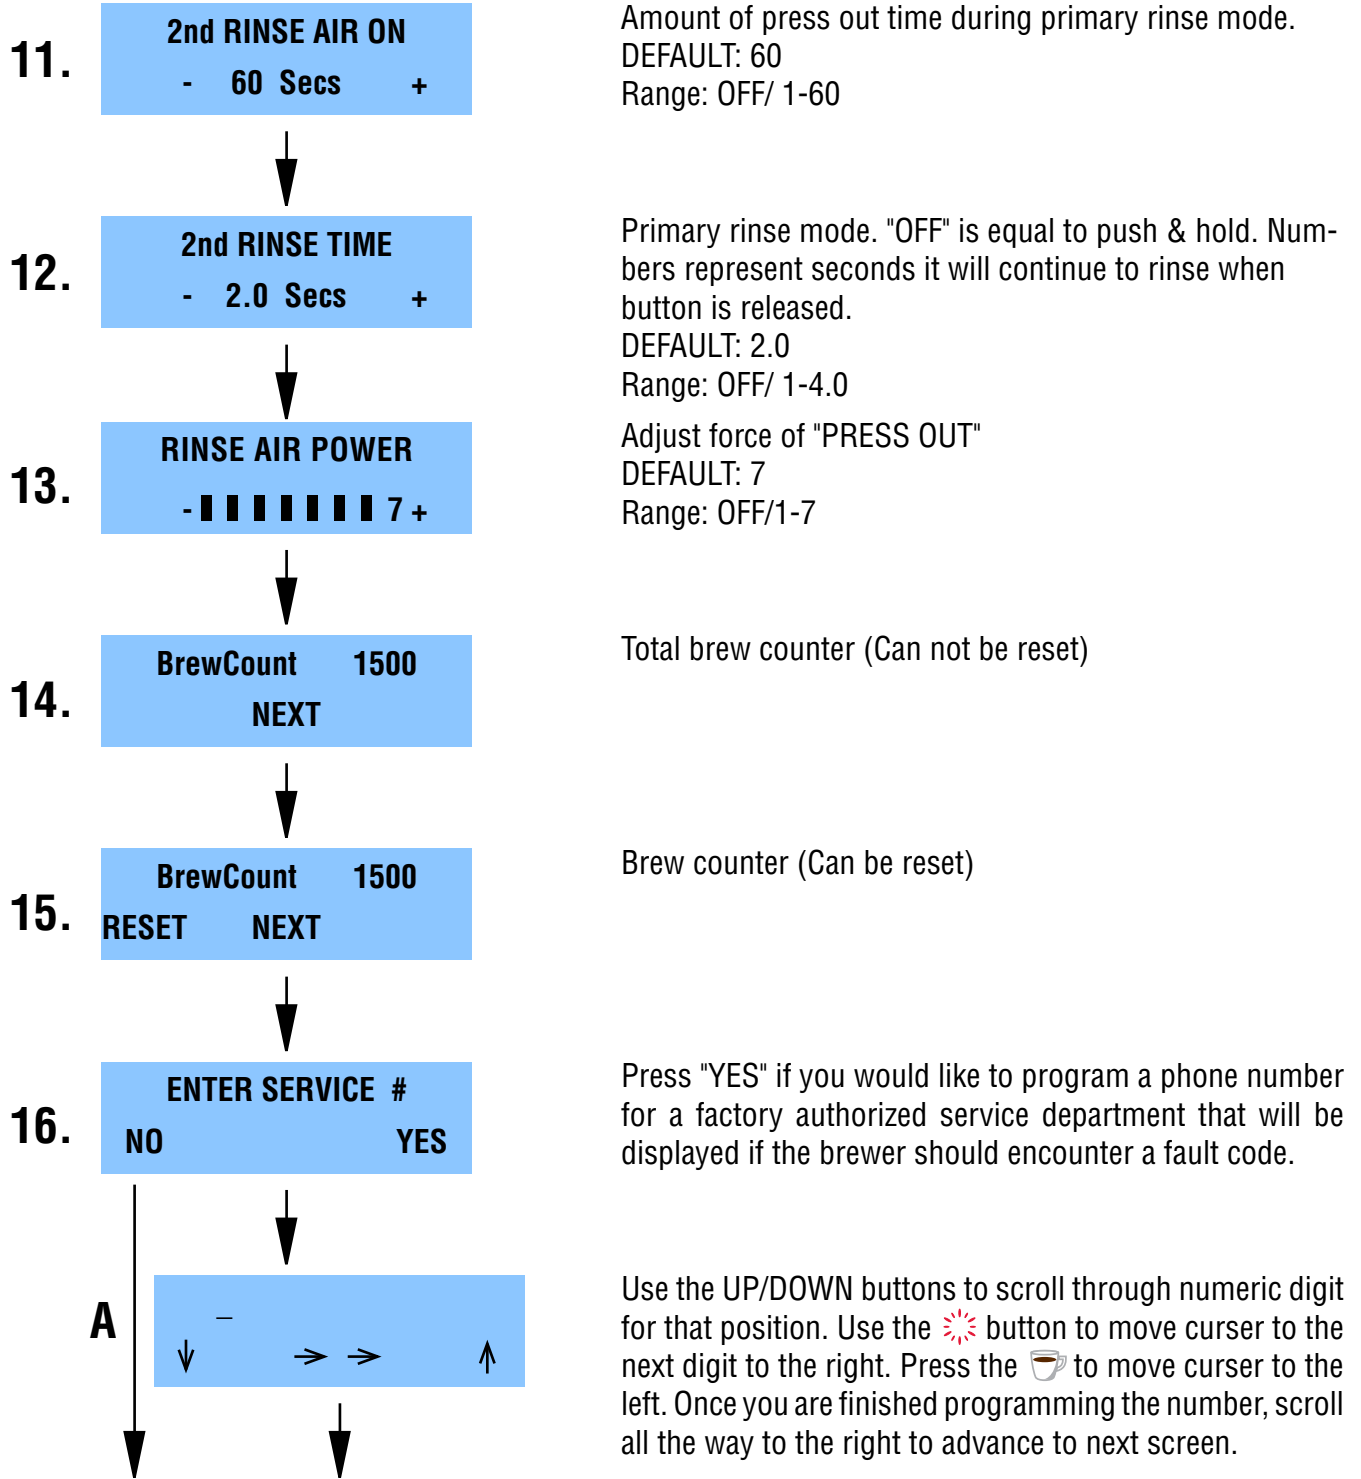 11.
2nd RINSE AIR ON
- 60 Secs +
Amount of press out time during primary rinse mode.
DEFAULT: 60
Range: OFF/ 1-60
12.
2nd RINSE TIME
- 2.0 Secs +
Primary rinse mode. "OFF" is equal to push & hold. Num-
bers represent seconds it will continue to rinse when
button is released.
DEFAULT: 2.0
Range: OFF/ 1-4.0
13.
RINSE AIR POWER
- 7 +
Adjust force of "PRESS OUT"
DEFAULT: 7
Range: OFF/1-7
14.
BrewCount 1500
NEXT
Total brew counter (Can not be reset)
15.
BrewCount 1500
RESET NEXT
Brew counter (Can be reset)
16.
ENTER SERVICE #
NO YES
Press "YES" if you would like to program a phone number
for a factory authorized service department that will be
displayed if the brewer should encounter a fault code.
A
_
Use the UP/DOWN buttons to scroll through numeric digit
for that position. Use the button to move curser to the
next digit to the right. Press the to move curser to the
left. Once you are finished programming the number, scroll
all the way to the right to advance to next screen.